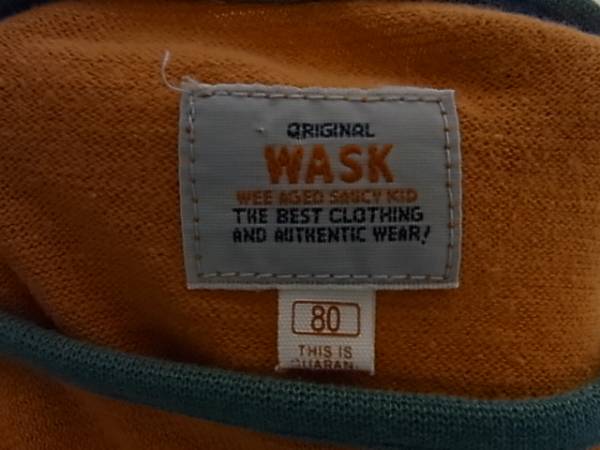 ORIGINAL
WASK
WEE AGED SAUCY KID
THE BEST CLOTHING
AND AUTHENTIC WEAR!
80
THIS IS